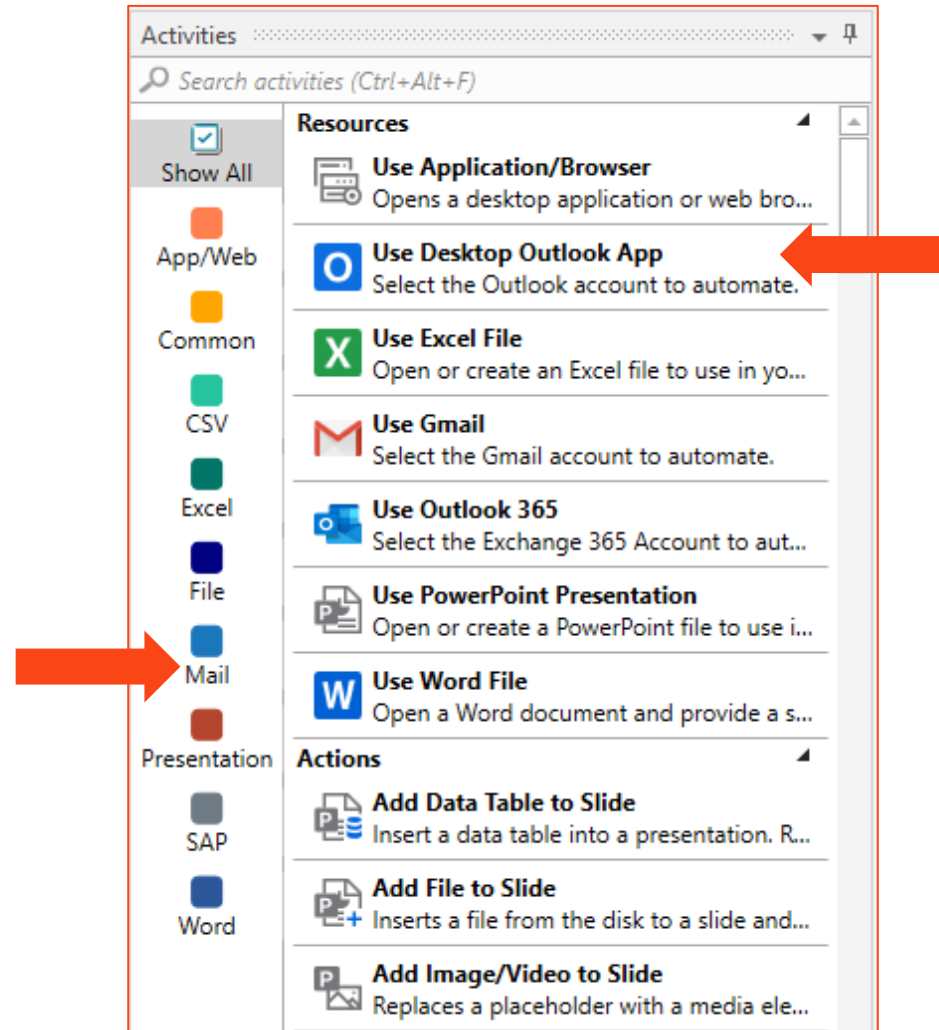 Activities
Search activities (Ctrl+Alt+F)
Show All
App/Web
Common
CSV
Excel
File
Mail
Presentation
SAP
Word
Resources
Use Application/Browser
Opens a desktop application or web bro...
Use Desktop Outlook App
Select the Outlook account to automate.
Use Excel File
Open or create an Excel file to use in yo...
Use Gmail
Select the Gmail account to automate.
Use Outlook 365
Select the Exchange 365 Account to aut...
Use PowerPoint Presentation
Open or create a PowerPoint file to use i...
Use Word File
Open a Word document and provide a s...
Actions
Add Data Table to Slide
Insert a data table into a presentation. R...
Add File to Slide
Inserts a file from the disk to a slide and...
Add Image/Video to Slide
Replaces a placeholder with a media ele...